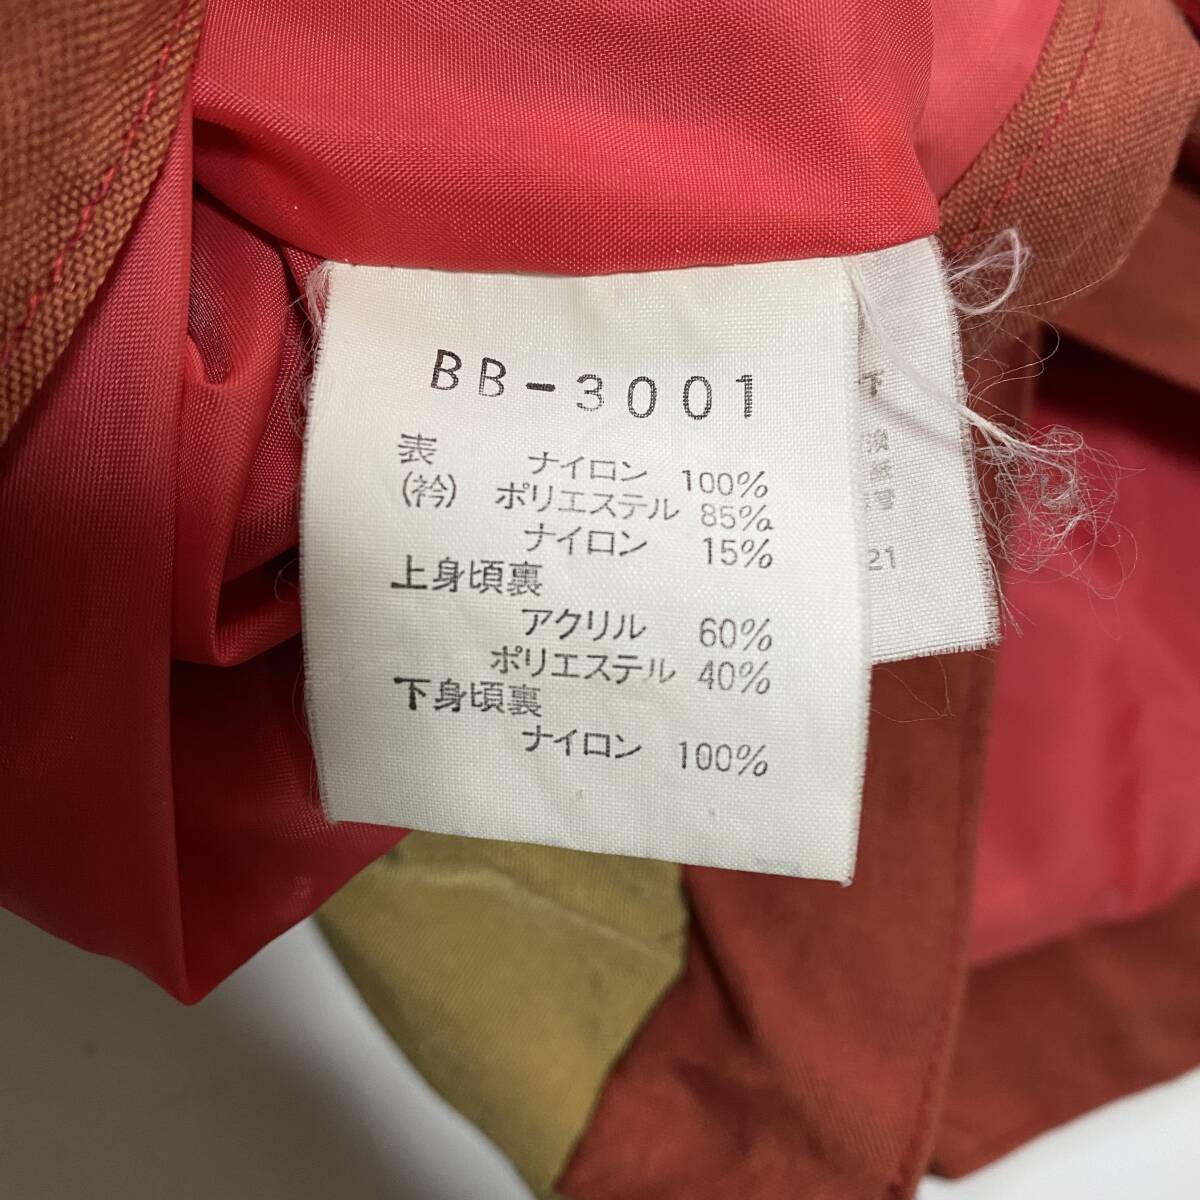 BB-3001
表 ナイロン 100%
(衿) ポリエステル 85%
ナイロン 15%
上身頃裏
アクリル 60%
ポリエステル 40%
下身頃裏
ナイロン 100%
21